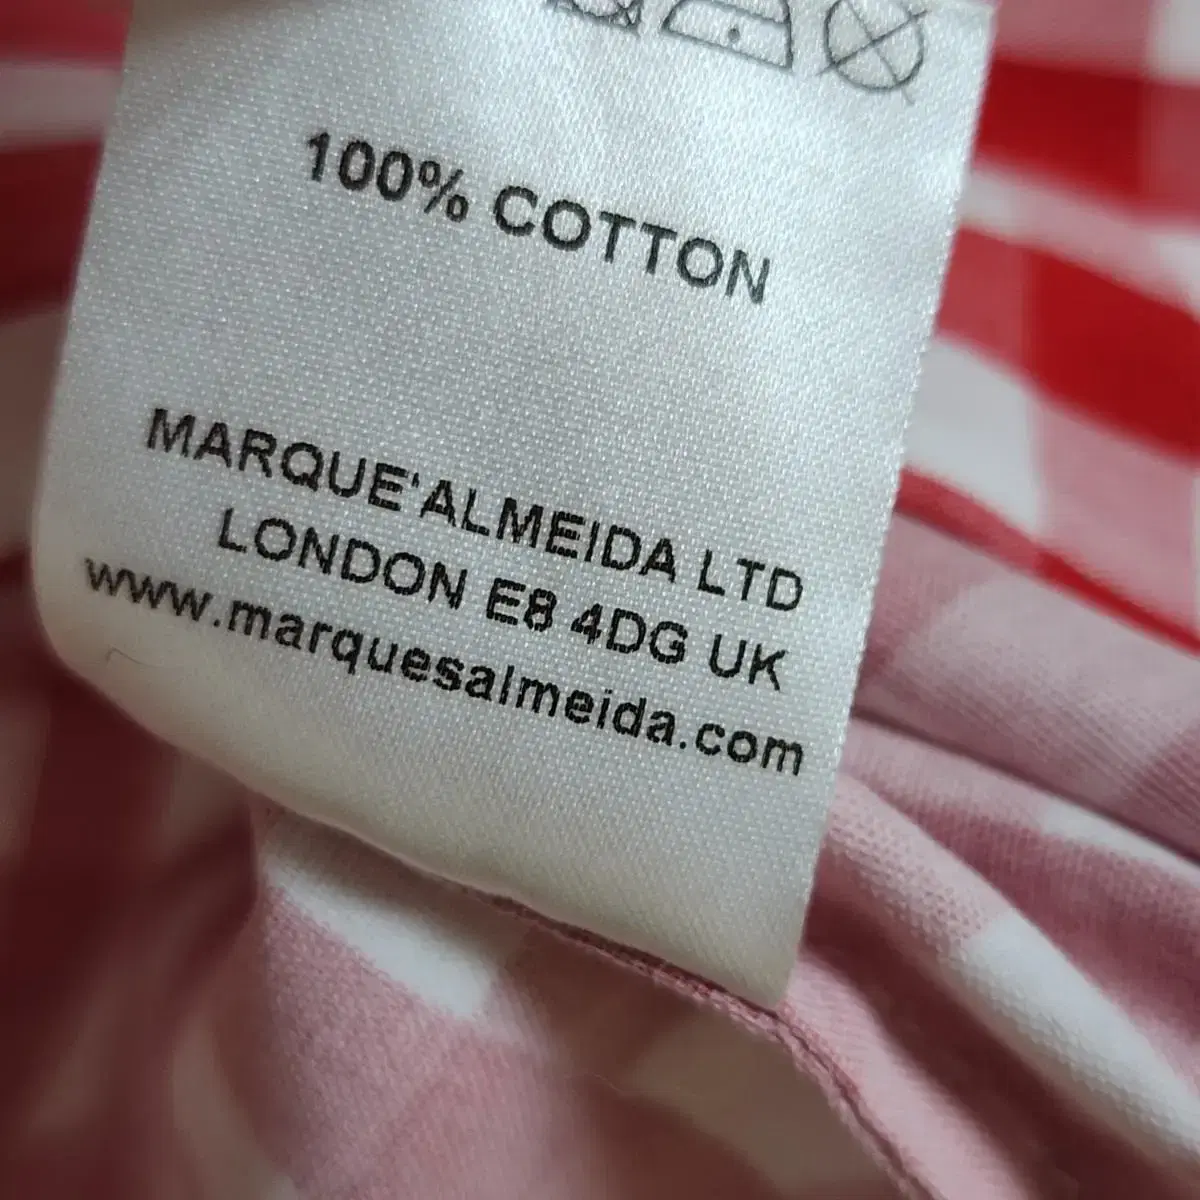 100% COTTON
MARQUE'ALMEIDA LTD
LONDON E8 4DG UK
www.marquesalmeida.com